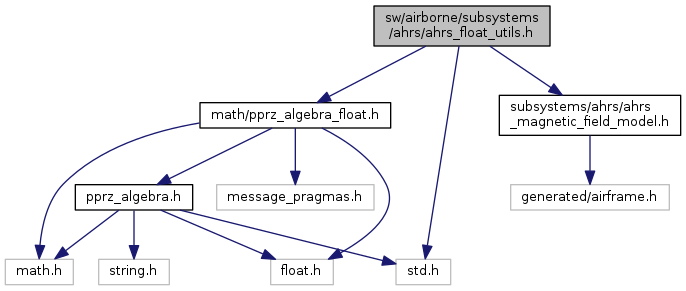 sw/airborne/subsystems
/ahrs/ahrs_float_utils.h
math/pprz_algebra_float.h
subsystems/ahrs/ahrs
_magnetic_field_model.h
pprz_algebra.h
message_pragmas.h
generated/airframe.h
math.h
string.h
float.h
std.h